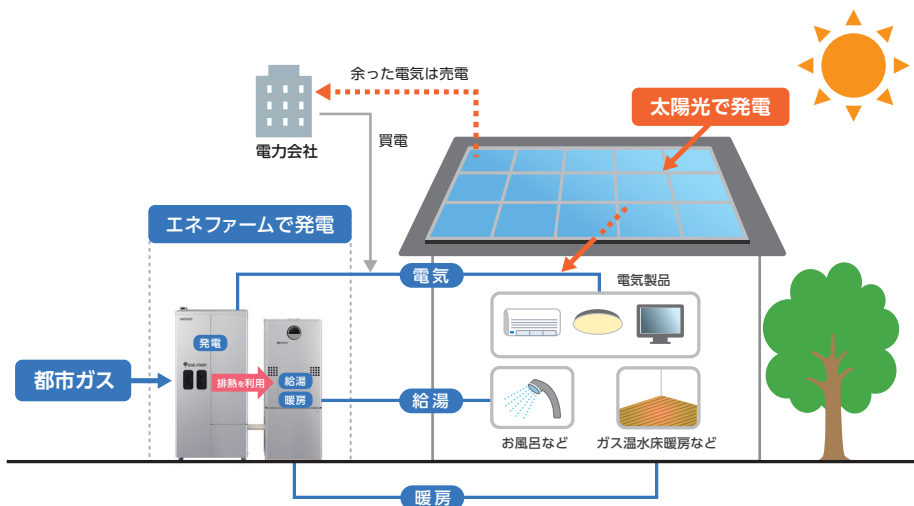 余った電気は売電
太陽光で発電
電力会社
買電
エネファームで発電
電気
電気製品
発電
都市ガス
排熱を利用
給湯
暖房
給湯
お風呂など
ガス温水床暖房など
暖房